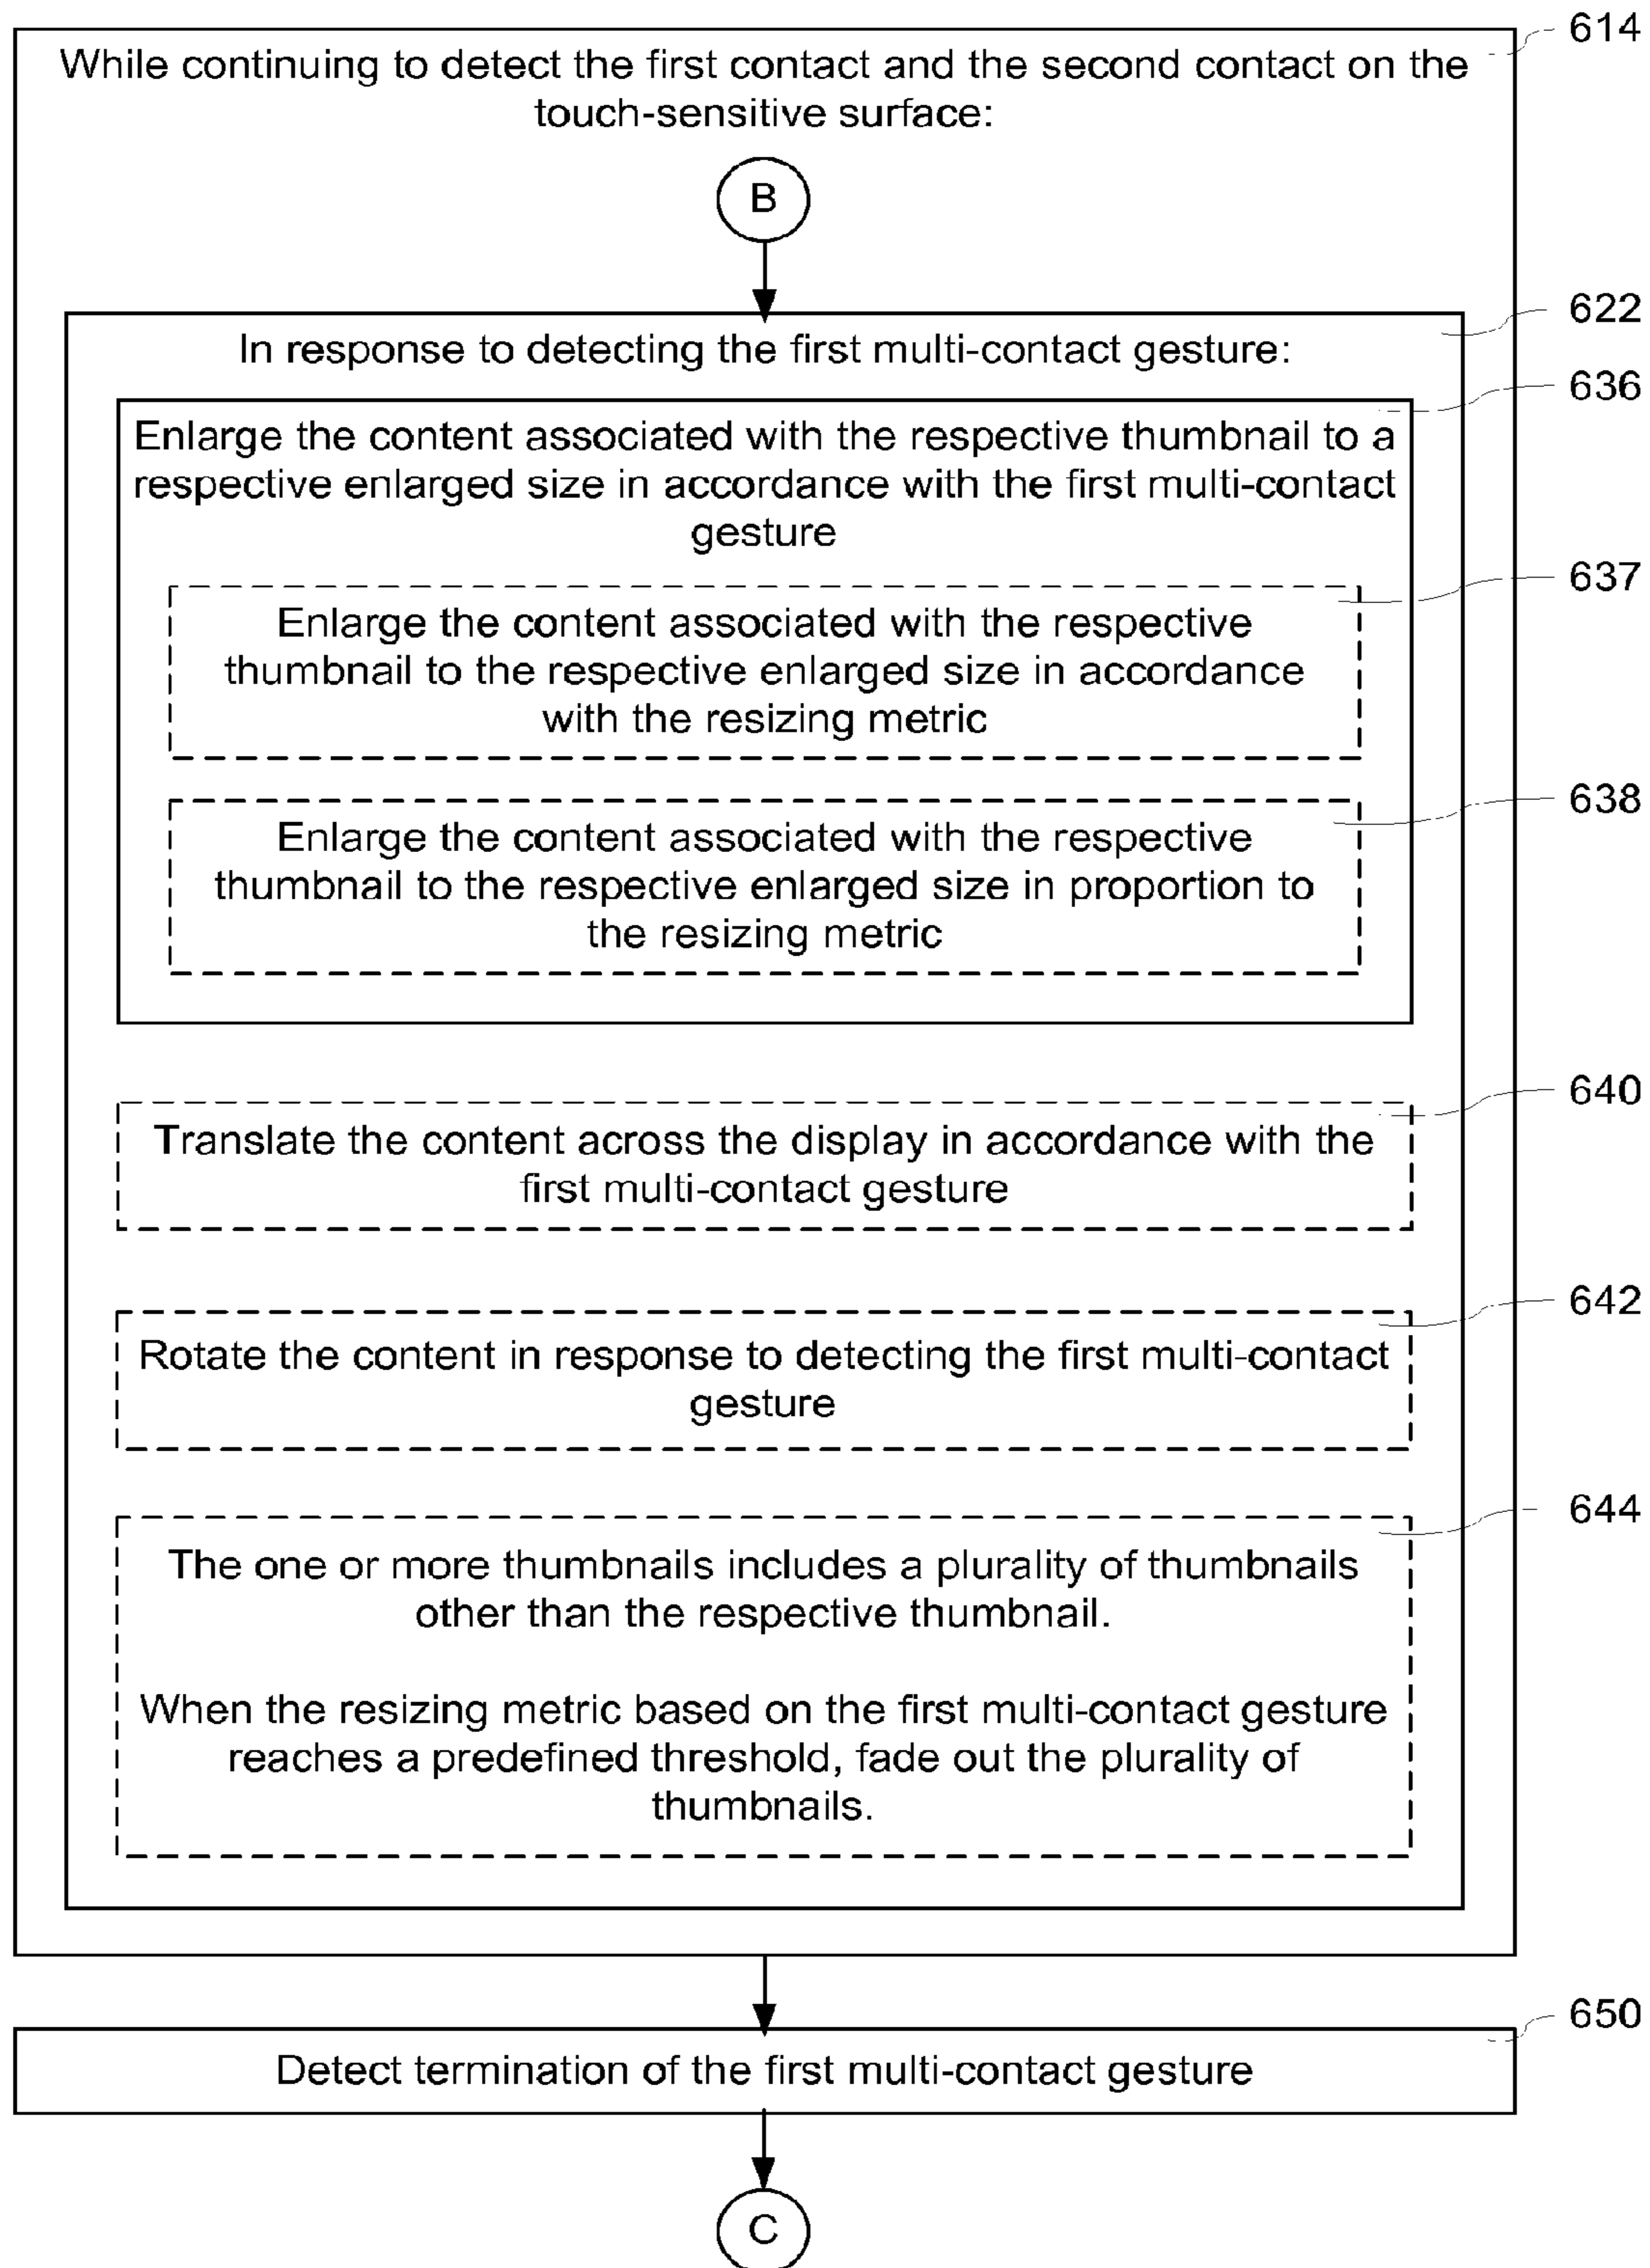 614
While continuing to detect the first contact and the second contact on the
touch-sensitive surface:
B
622
In response to detecting the first multi-contact gesture:
636
Enlarge the content associated with the respective thumbnail to a
respective enlarged size in accordance with the first multi-contact
gesture
637
Enlarge the content associated with the respective
thumbnail to the respective enlarged size in accordance
with the resizing metric
638
Enlarge the content associated with the respective
thumbnail to the respective enlarged size in proportion to
the resizing metric
640
Translate the content across the display in accordance with the
first multi-contact gesture
642
Rotate the content in response to detecting the first multi-contact
gesture
644
The one or more thumbnails includes a plurality of thumbnails
other than the respective thumbnail.
When the resizing metric based on the first multi-contact gesture
reaches a predefined threshold, fade out the plurality of
thumbnails.
650
Detect termination of the first multi-contact gesture
C